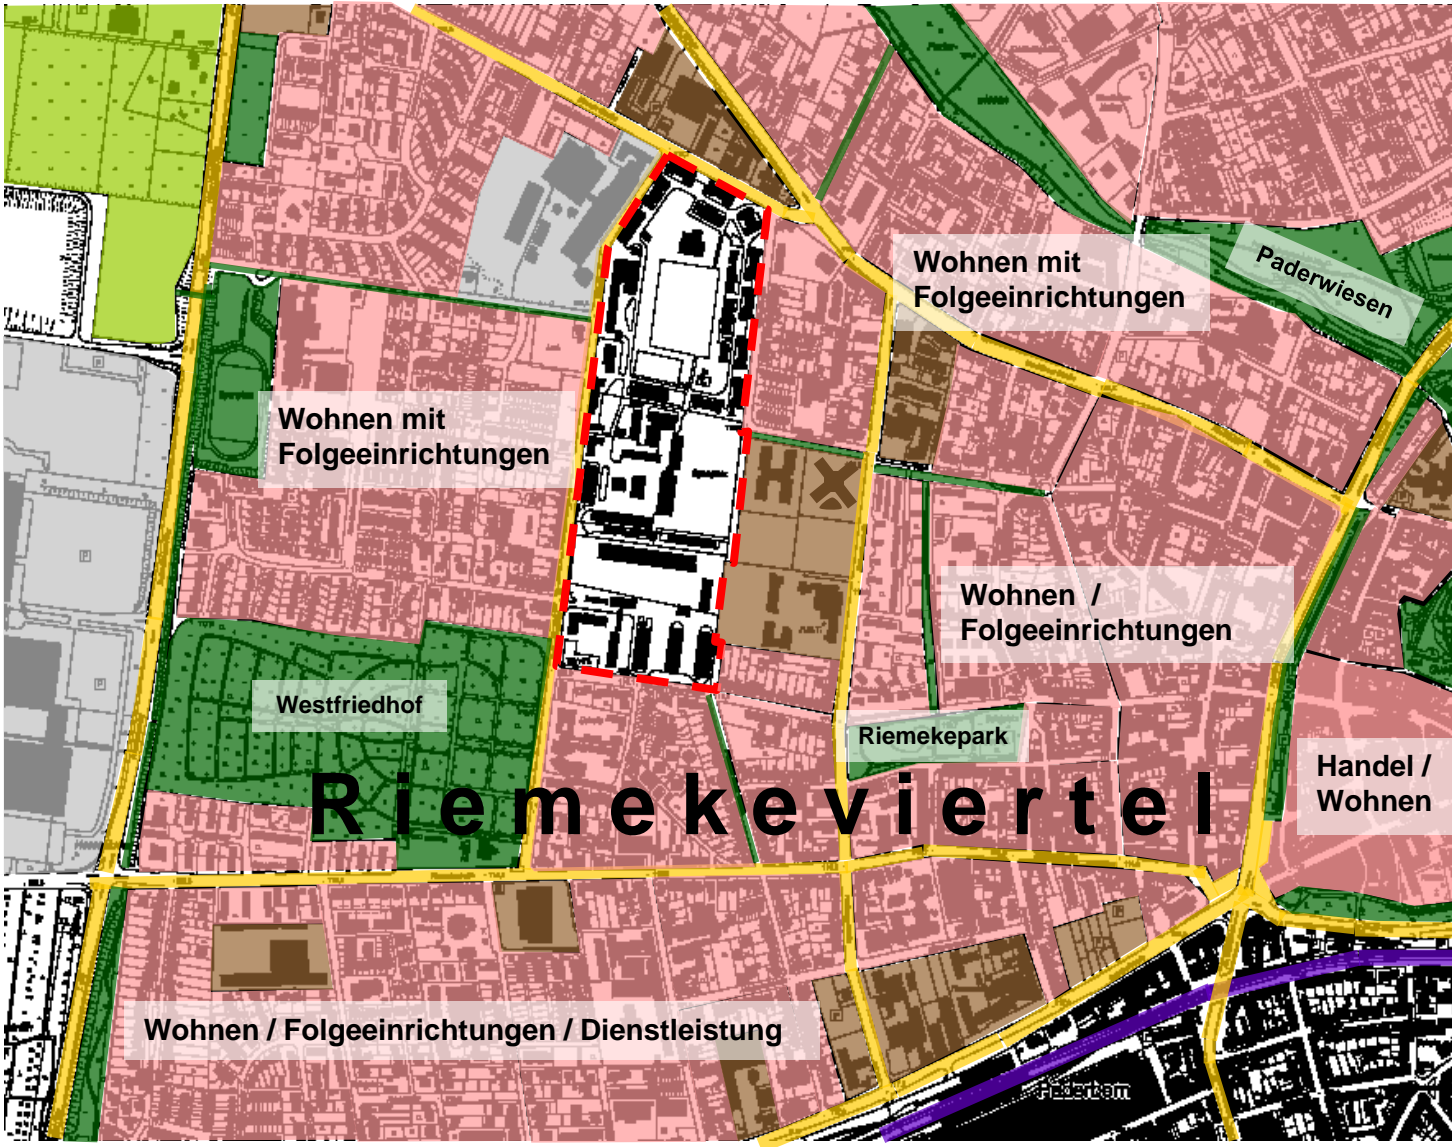 Wohnen mit
Folgeeinrichtungen
Paderwiesen
Wohnen mit
Folgeeinrichtungen
Wohnen /
Folgeeinrichtungen
Westfriedhof
Riemekepark
Handel /
Wohnen
Riemekeviertel
Wohnen / Folgeeinrichtungen / Dienstleistung
Paderborn